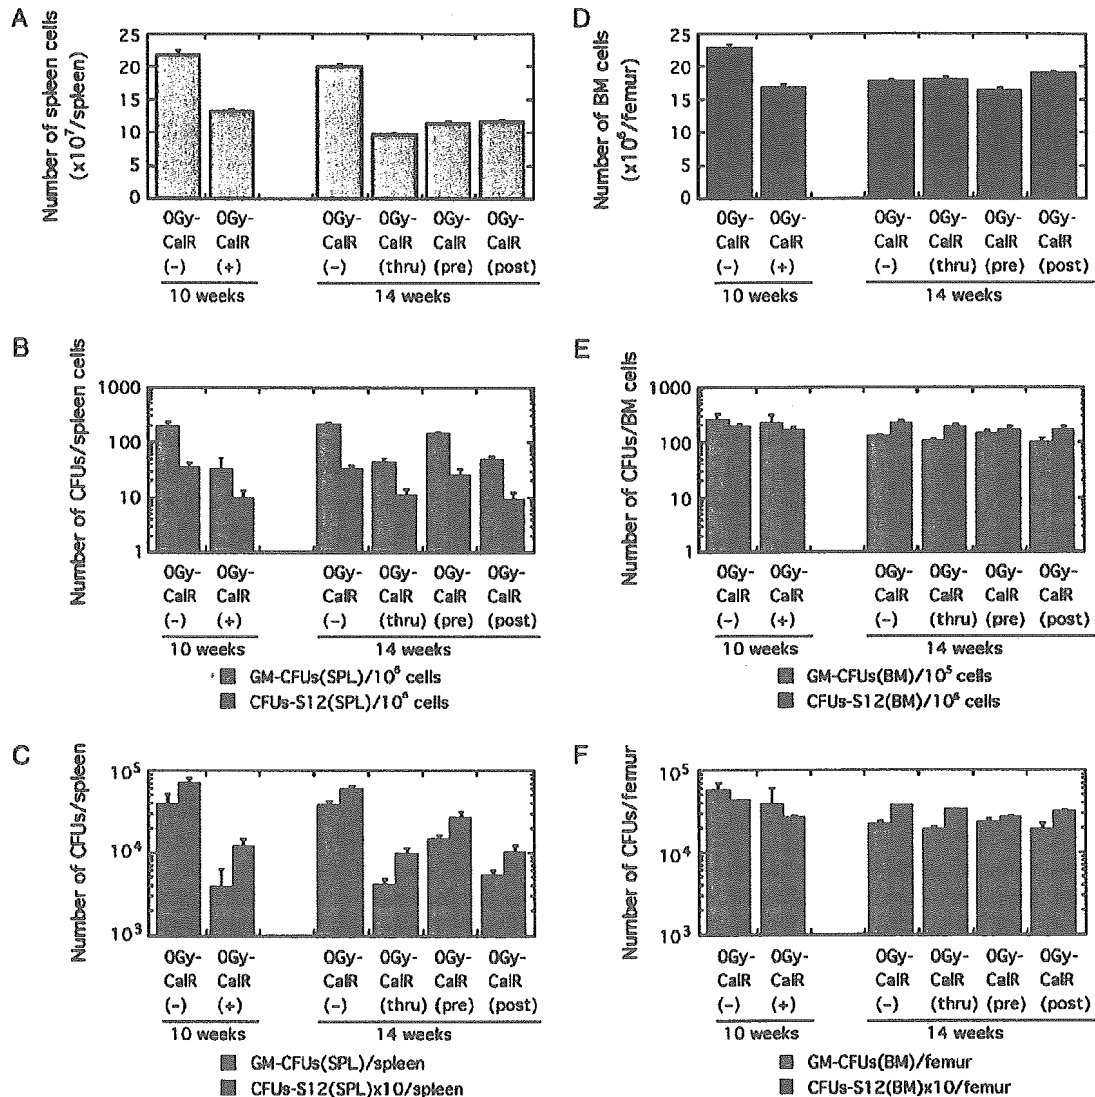 A
Number of spleen cells
(x10⁷/spleen)
25
20
15
10
5
0
0Gy- 0Gy- 0Gy- 0Gy- 0Gy- 0Gy-
CalR CalR CalR CalR CalR CalR
(-) (+) (-) (thru) (pre) (post)
10 weeks 14 weeks
B
Number of CFUs/spleen cells
1000
100
10
1
0Gy- 0Gy- 0Gy- 0Gy- 0Gy- 0Gy-
CalR CalR CalR CalR CalR CalR
(-) (+) (-) (thru) (pre) (post)
10 weeks 14 weeks
GM-CFUs(SPL)/10⁶ cells
CFUs-S12(SPL)/10⁶ cells
C
Number of CFUs/spleen
10⁵
10⁴
10³
0Gy- 0Gy- 0Gy- 0Gy- 0Gy- 0Gy-
CalR CalR CalR CalR CalR CalR
(-) (+) (-) (thru) (pre) (post)
10 weeks 14 weeks
GM-CFUs(SPL)/spleen
CFUs-S12(SPL)x10/spleen
D
Number of BM cells
(x10⁶/femur)
25
20
15
10
5
0
0Gy- 0Gy- 0Gy- 0Gy- 0Gy- 0Gy-
CalR CalR CalR CalR CalR CalR
(-) (+) (-) (thru) (pre) (post)
10 weeks 14 weeks
E
Number of CFUs/BM cells
1000
100
10
1
0Gy- 0Gy- 0Gy- 0Gy- 0Gy- 0Gy-
CalR CalR CalR CalR CalR CalR
(-) (+) (-) (thru) (pre) (post)
10 weeks 14 weeks
GM-CFUs(BM)/10⁵ cells
CFUs-S12(BM)/10⁶ cells
F
Number of CFUs/femur
10⁵
10⁴
10³
0Gy- 0Gy- 0Gy- 0Gy- 0Gy- 0Gy-
CalR CalR CalR CalR CalR CalR
(-) (+) (-) (thru) (pre) (post)
10 weeks 14 weeks
GM-CFUs(BM)/femur
CFUs-S12(BM)x10/femur